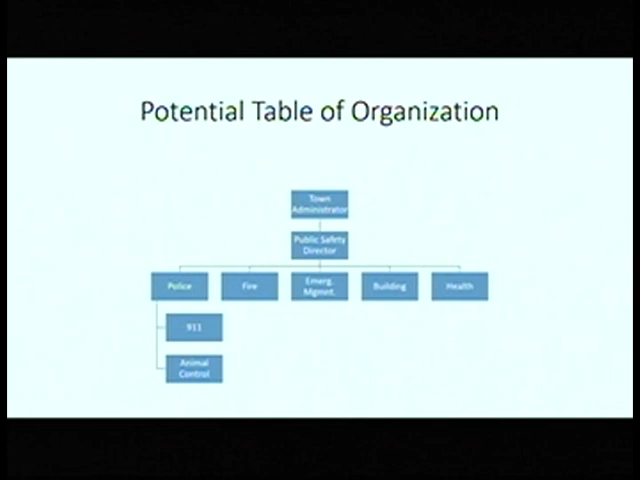 Potential Table of Organization
Town
Administrator
Public Safety
Director
Police
Fire
Emerg.
Mgmnt.
Building
Health
911
Animal
Control